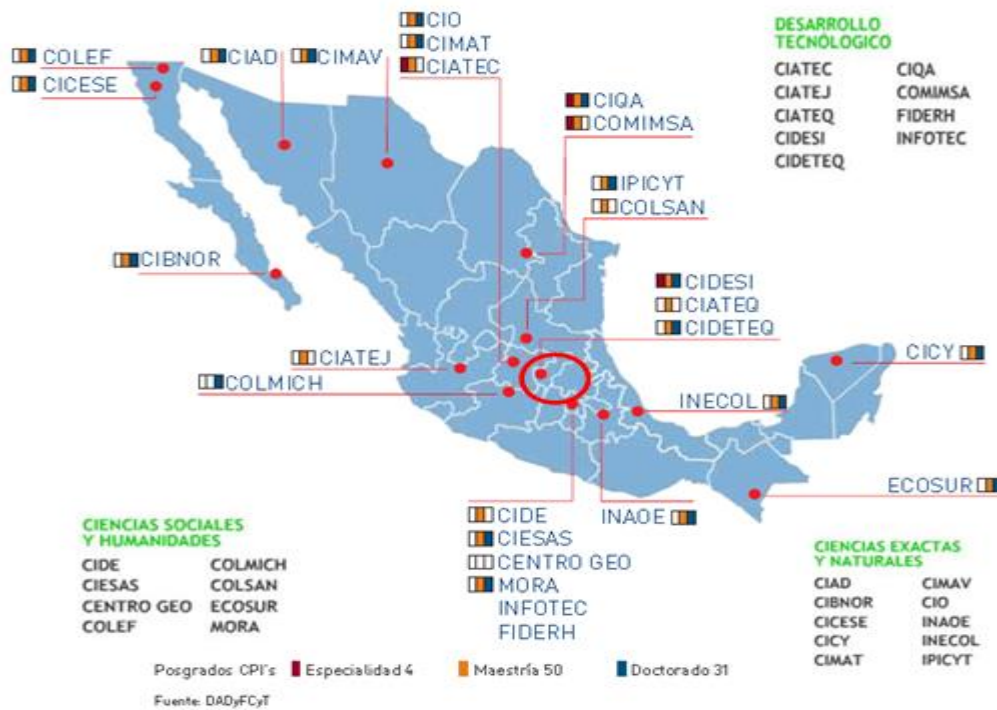 CIO
CIMAT
CIATEC
COLEF
CICESE
CIAD
CIMAV
DESARROLLO
TECNÓLOGICO
CIATEC CIQA
CIATEJ COMIMSA
CIATEQ FIDERH
CIDESI INFOTEC
CIDETEQ
CIQA
COMIMSA
IPICYT
COLSAN
CIBNOR
CIDESI
CIATEQ
CIDETEQ
CIATEJ
COLMICH
CICY
INECOL
ECOSUR
CIDE
CIESAS
CENTRO GEO
MORA
INFOTEC
FIDERH
INAOE
CIENCIAS SOCIALES
Y HUMANIDADES
CIDE COLMICH
CIESAS COLSAN
CENTRO GEO ECOSUR
COLEF MORA
CIENCIAS EXACTAS
Y NATURALES
CIAD CIMAV
CIBNOR CIO
CICESE INAOE
CICY INECOL
CIMAT IPICYT
Posgrados CPI's Especialidad 4 Maestría 50 Doctorado 31
Fuente: DADyFCyT